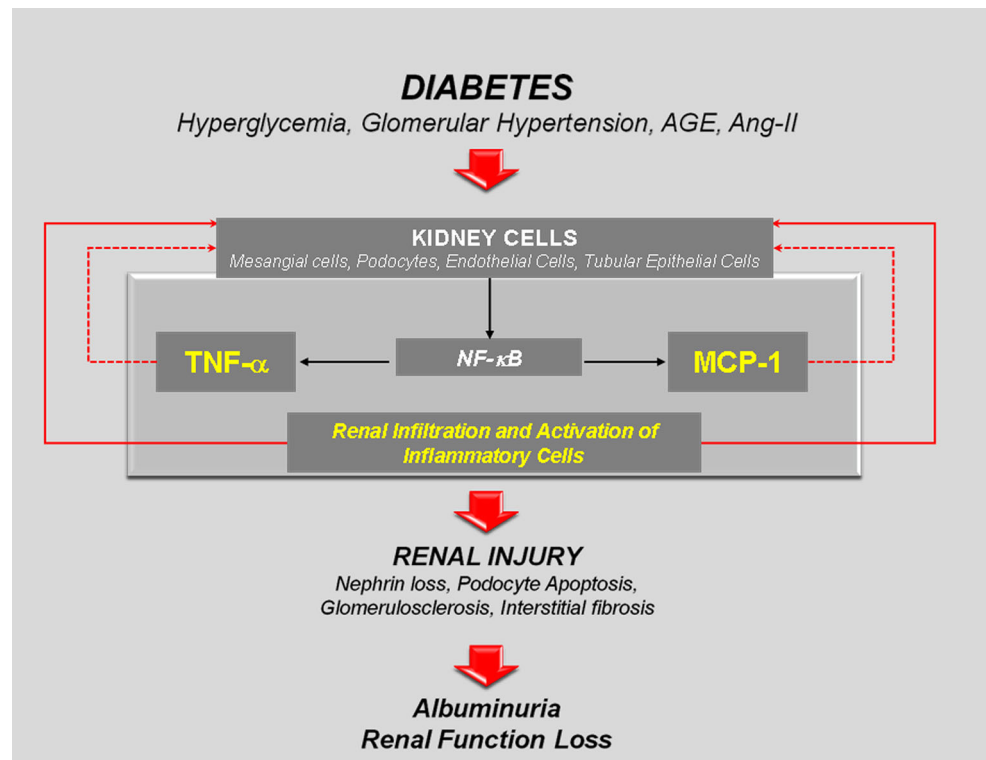 DIABETES
Hyperglycemia, Glomerular Hypertension, AGE, Ang-II
KIDNEY CELLS
Mesangial cells, Podocytes, Endothelial Cells, Tubular Epithelial Cells
TNF-α
NF-κB
MCP-1
Renal Infiltration and Activation of
Inflammatory Cells
RENAL INJURY
Nephrin loss, Podocyte Apoptosis,
Glomerulosclerosis, Interstitial fibrosis
Albuminuria
Renal Function Loss